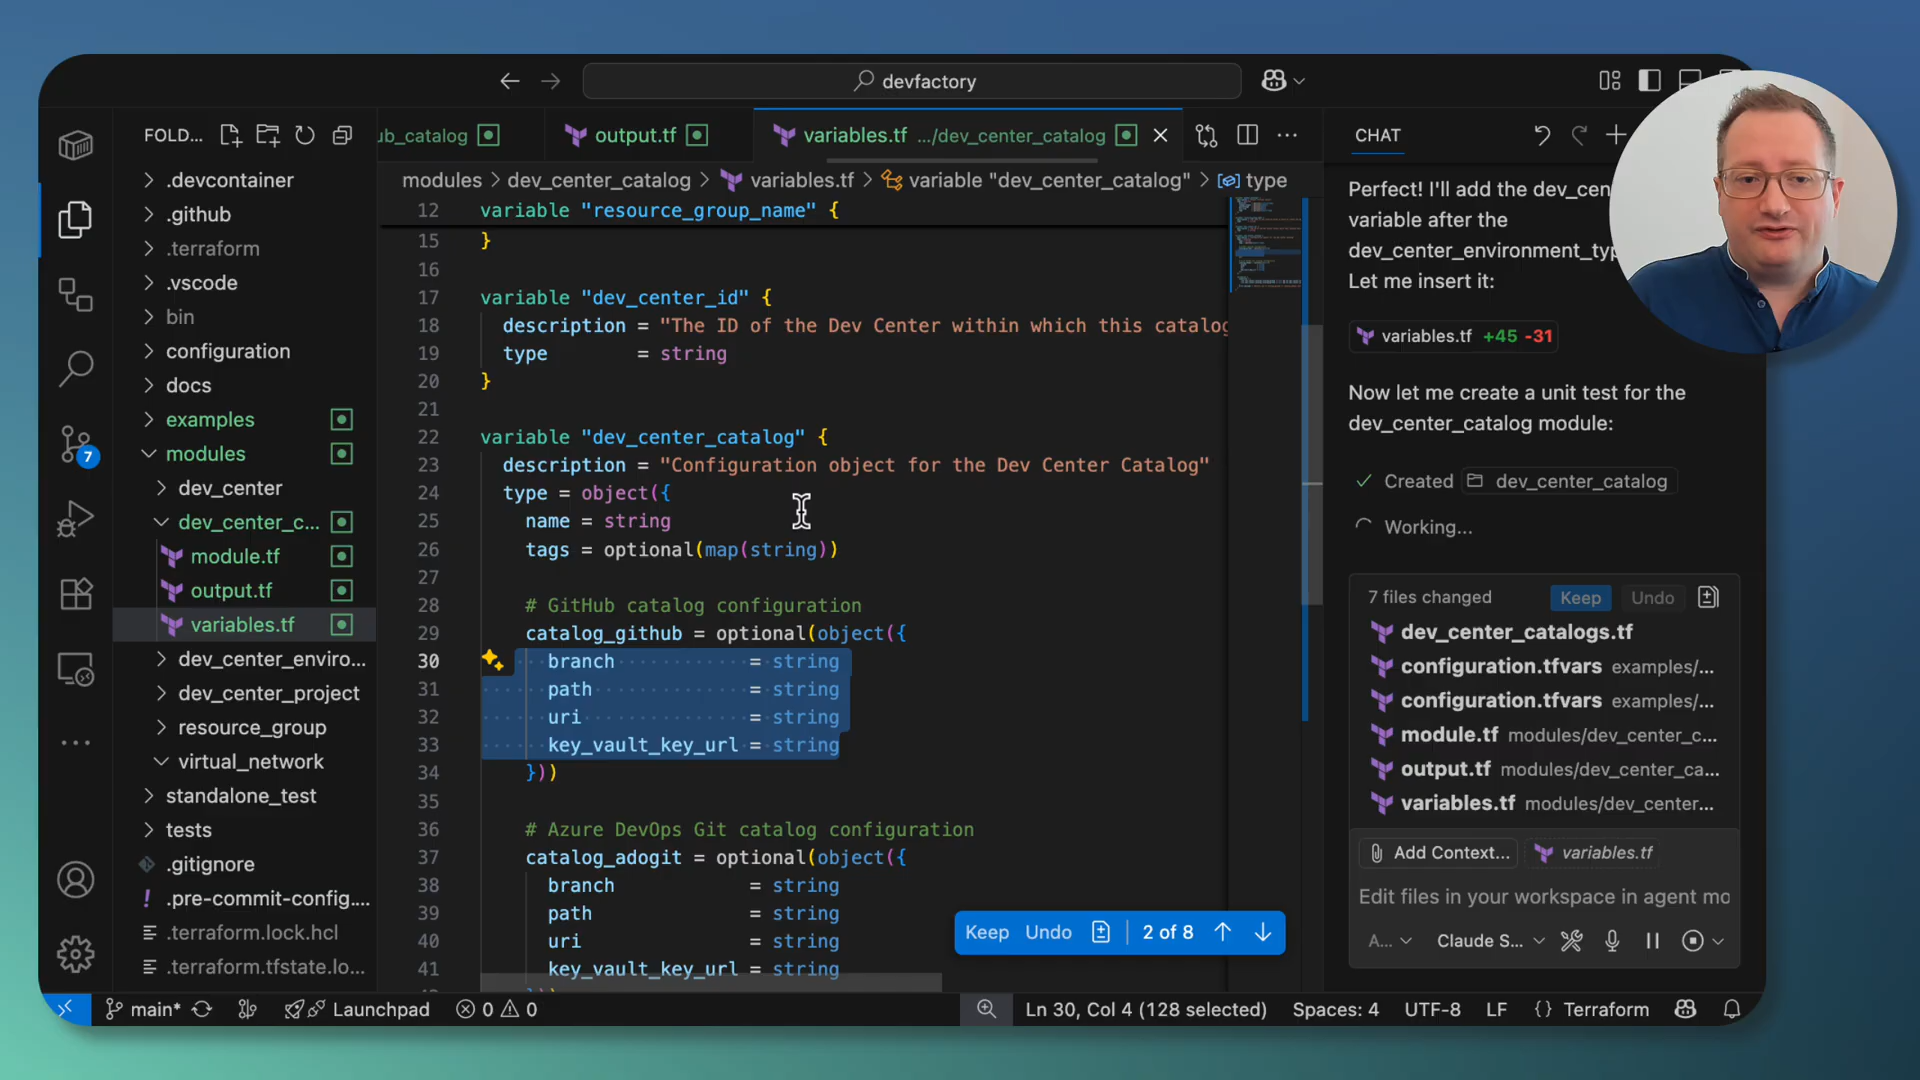 devfactory
FOLD...
ub_catalog
output.tf
variables.tf .../dev_center_catalog
CHAT
modules > dev_center_catalog > variables.tf > variable "dev_center_catalog" > type
.devcontainer
.github
.terraform
.vscode
bin
configuration
docs
examples
modules
dev_center
dev_center_c...
module.tf
output.tf
variables.tf
dev_center_enviro...
dev_center_project
resource_group
virtual_network
standalone_test
tests
.gitignore
.pre-commit-config....
.terraform.lock.hcl
.terraform.tfstate.lo...
7
12 variable "resource_group_name" {
15 }
16
17 variable "dev_center_id" {
18 description = "The ID of the Dev Center within which this catalog
19 type = string
20 }
21
22 variable "dev_center_catalog" {
23 description = "Configuration object for the Dev Center Catalog"
24 type = object({
25 name = string
26 tags = optional(map(string))
27
28 # GitHub catalog configuration
29 catalog_github = optional(object({
30 branch = string
31 path = string
32 uri = string
33 key_vault_key_url = string
34 }))
35
36 # Azure DevOps Git catalog configuration
37 catalog_adogit = optional(object({
38 branch = string
39 path = string
40 uri = string
41 key_vault_key_url = string
Keep Undo 2 of 8
Perfect! I'll add the dev_cen
variable after the
dev_center_environment_typ
Let me insert it:
variables.tf +45 -31
Now let me create a unit test for the
dev_center_catalog module:
Created dev_center_catalog
Working...
7 files changed Keep Undo
dev_center_catalogs.tf
configuration.tfvars examples/...
configuration.tfvars examples/...
module.tf modules/dev_center_c...
output.tf modules/dev_center_ca...
variables.tf modules/dev_center...
Add Context... variables.tf
Edit files in your workspace in agent mo
A... Claude S...
main* Launchpad 0 0 Ln 30, Col 4 (128 selected) Spaces: 4 UTF-8 LF {} Terraform